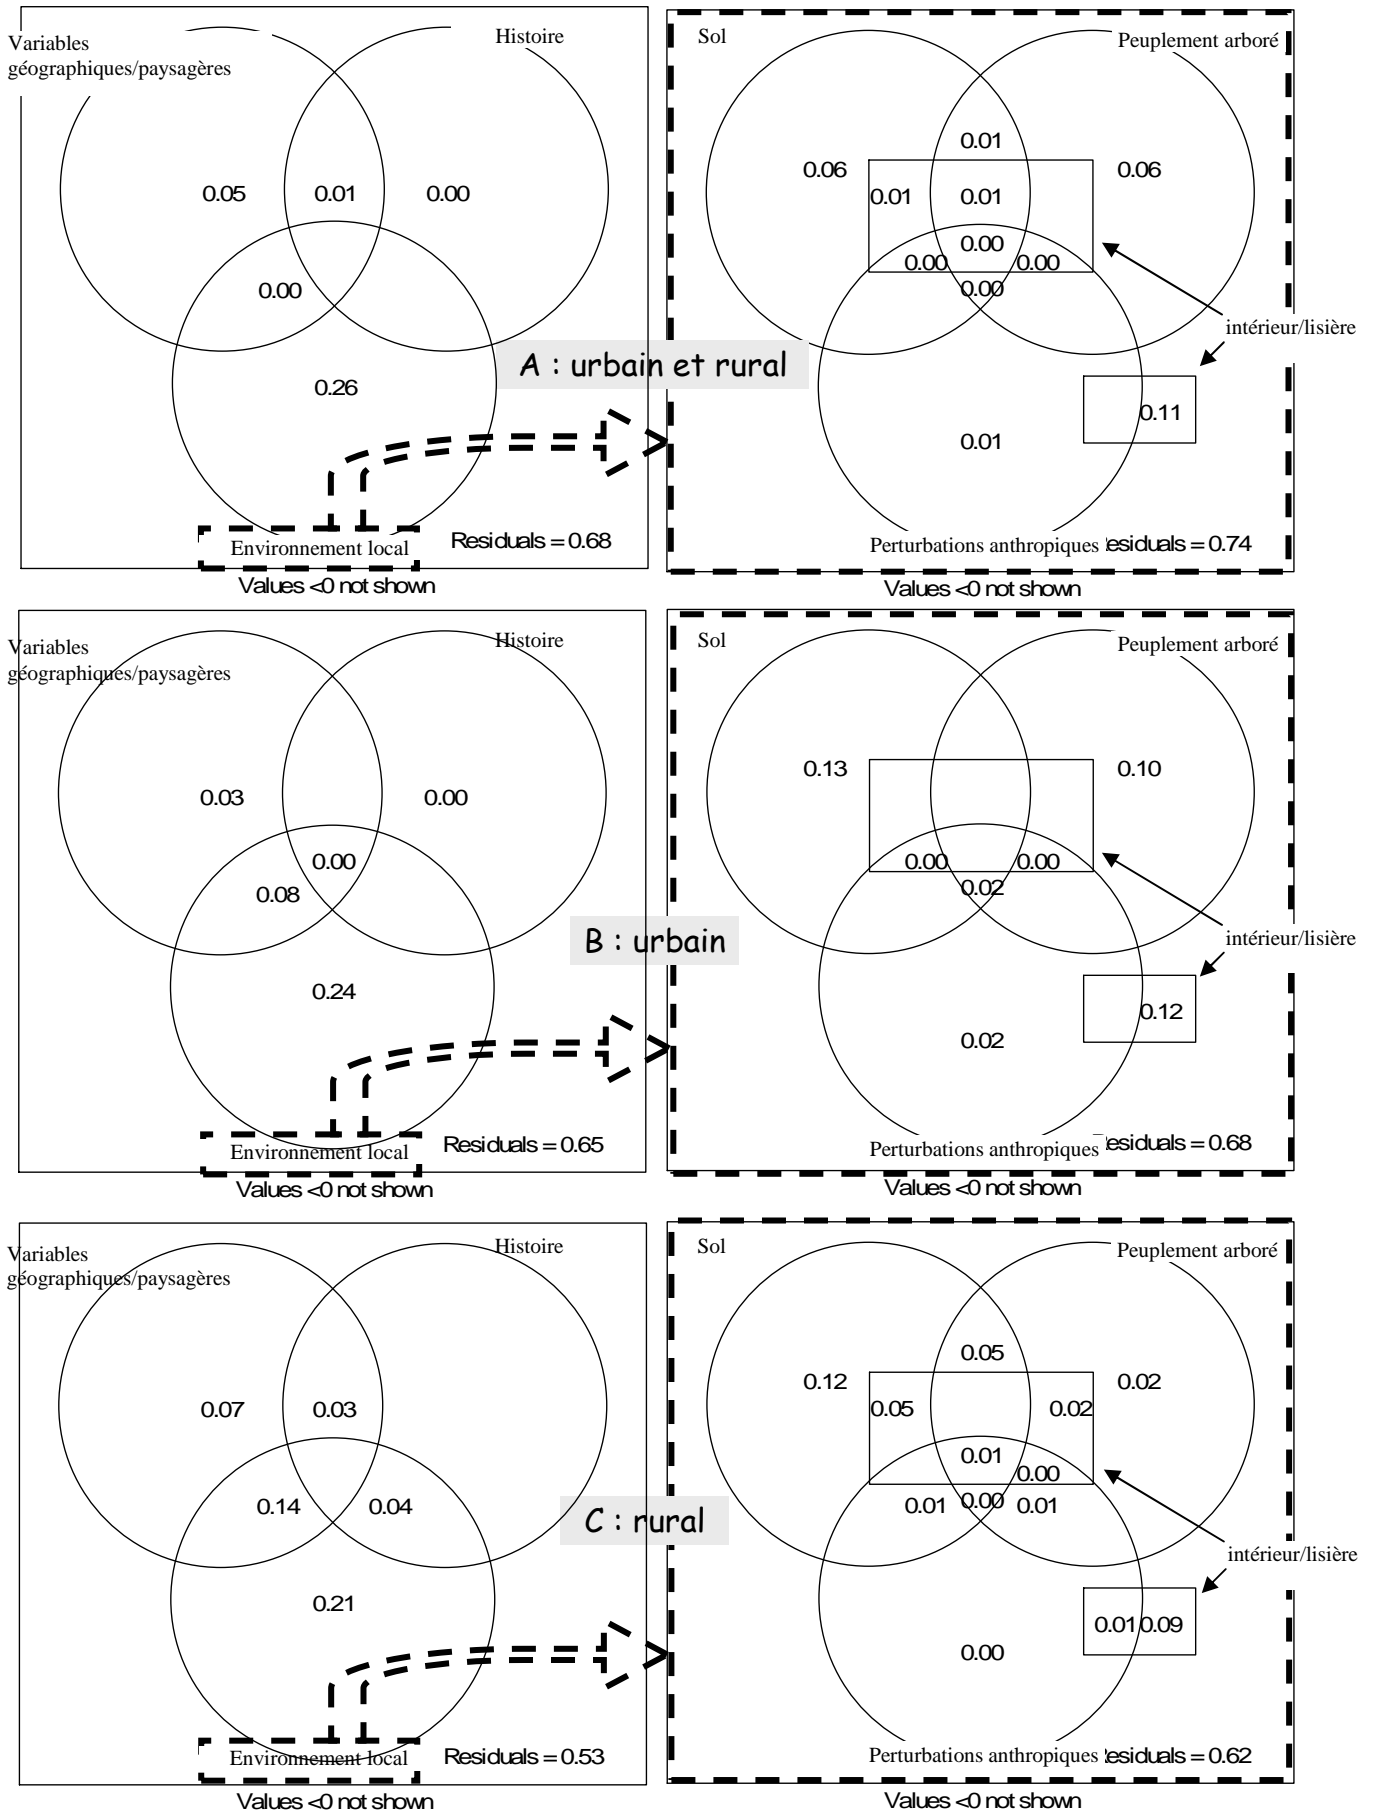 Variables
géographiques/paysagères
Histoire
0.05
0.01
0.00
0.00
0.26
Environnement local
Residuals = 0.68
Values <0 not shown
Sol
Peuplement arboré
0.01
0.06
0.06
0.01
0.01
0.00
0.00
0.00
0.00
intérieur/lisière
0.11
0.01
Perturbations anthropiques
esiduals = 0.74
Values <0 not shown
A : urbain et rural
Variables
géographiques/paysagères
Histoire
0.03
0.00
0.00
0.08
0.24
Environnement local
Residuals = 0.65
Values <0 not shown
Sol
Peuplement arboré
0.13
0.10
0.00
0.00
0.02
intérieur/lisière
0.12
0.02
Perturbations anthropiques
esiduals = 0.68
Values <0 not shown
B : urbain
Variables
géographiques/paysagères
Histoire
0.07
0.03
0.14
0.04
0.21
Environnement local
Residuals = 0.53
Values <0 not shown
Sol
Peuplement arboré
0.05
0.12
0.02
0.05
0.02
0.01
0.00
0.01
0.00
0.01
intérieur/lisière
0.01
0.09
0.00
Perturbations anthropiques
esiduals = 0.62
Values <0 not shown
C : rural